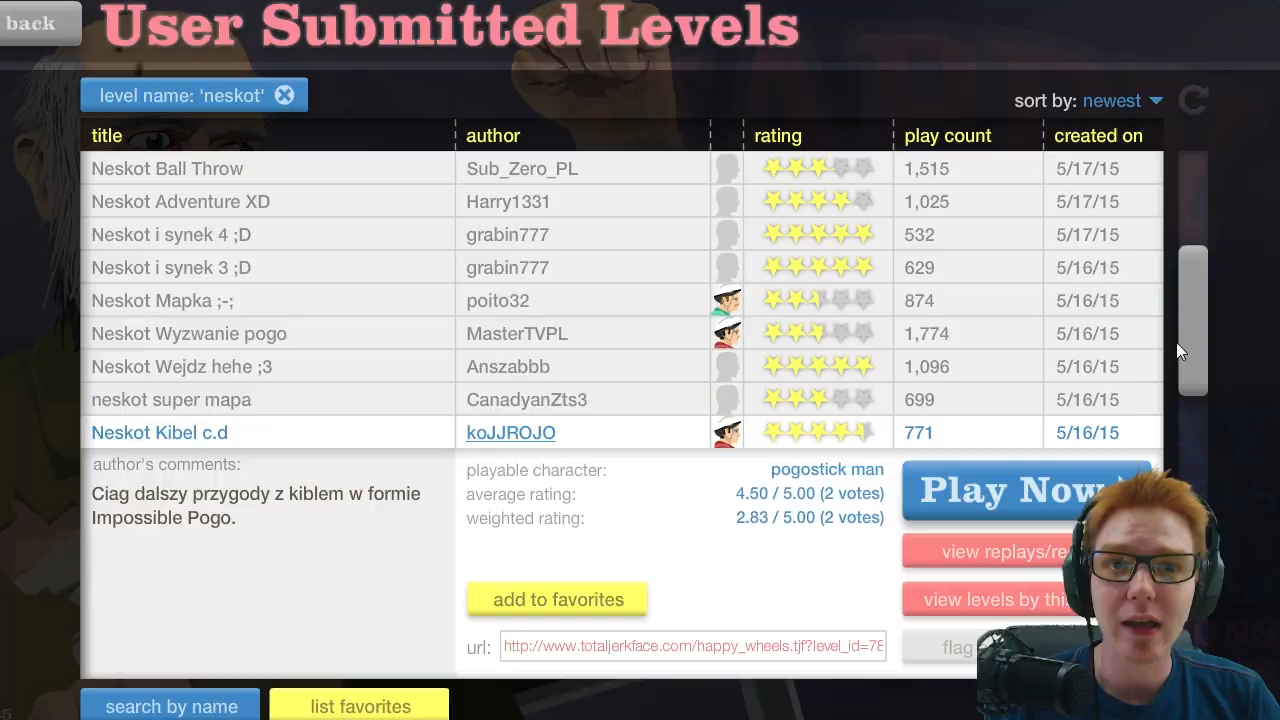 back
User Submitted Levels
level name: 'neskot'
sort by: newest
title author rating play count created on
Neskot Ball Throw Sub_Zero_PL 1,515 5/17/15
Neskot Adventure XD Harry1331 1,025 5/17/15
Neskot i synek 4 ;D grabin777 532 5/17/15
Neskot i synek 3 ;D grabin777 629 5/16/15
Neskot Mapka ;-; poito32 874 5/16/15
Neskot Wyzwanie pogo MasterTVPL 1,774 5/16/15
Neskot Wejdz hehe ;3 Anszabbb 1,096 5/16/15
neskot super mapa CanadyanZts3 699 5/16/15
Neskot Kibel c.d koJJROJO 771 5/16/15
author's comments:
Ciag dalszy przygody z kiblem w formie
Impossible Pogo.
playable character: pogostick man
average rating: 4.50 / 5.00 (2 votes)
weighted rating: 2.83 / 5.00 (2 votes)
Play Now
view replays/re
add to favorites
view levels by thi
url: http://www.totaljerkface.com/happy_wheels.tjf?level_id=78
flag
search by name
list favorites